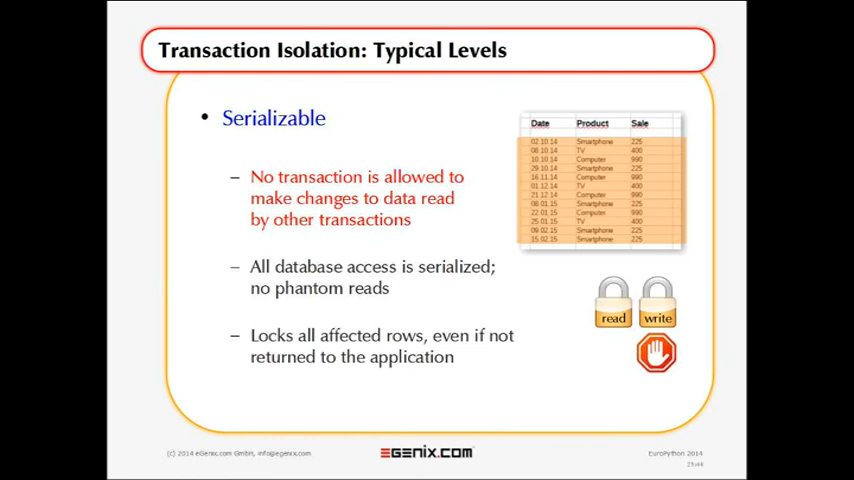 Transaction Isolation: Typical Levels
• Serializable
– No transaction is allowed to
make changes to data read
by other transactions
– All database access is serialized;
no phantom reads
– Locks all affected rows, even if not
returned to the application
Date Product Sale
02.10.14 Smartphone 225
08.10.14 TV 400
10.10.14 Computer 990
29.10.14 Smartphone 225
16.11.14 Computer 990
01.12.14 TV 400
21.12.14 Computer 990
08.01.15 Smartphone 225
22.01.15 Computer 990
25.01.15 TV 400
09.02.15 Smartphone 225
15.02.15 Smartphone 225
read write
(c) 2014 eGenix.com GmbH, info@egenix.com
EGENIX.COM
EuroPython 2014